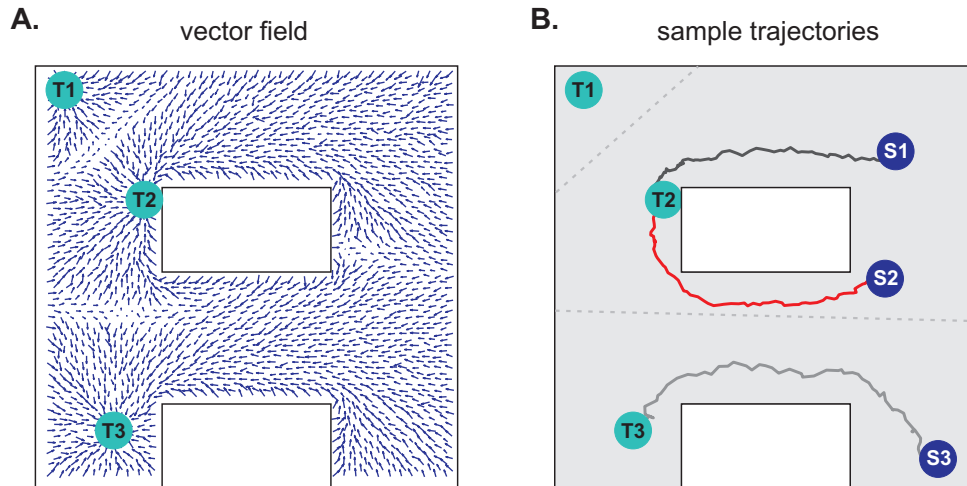 A.
vector field
T1
T2
T3
B.
sample trajectories
T1
S1
T2
S2
T3
S3